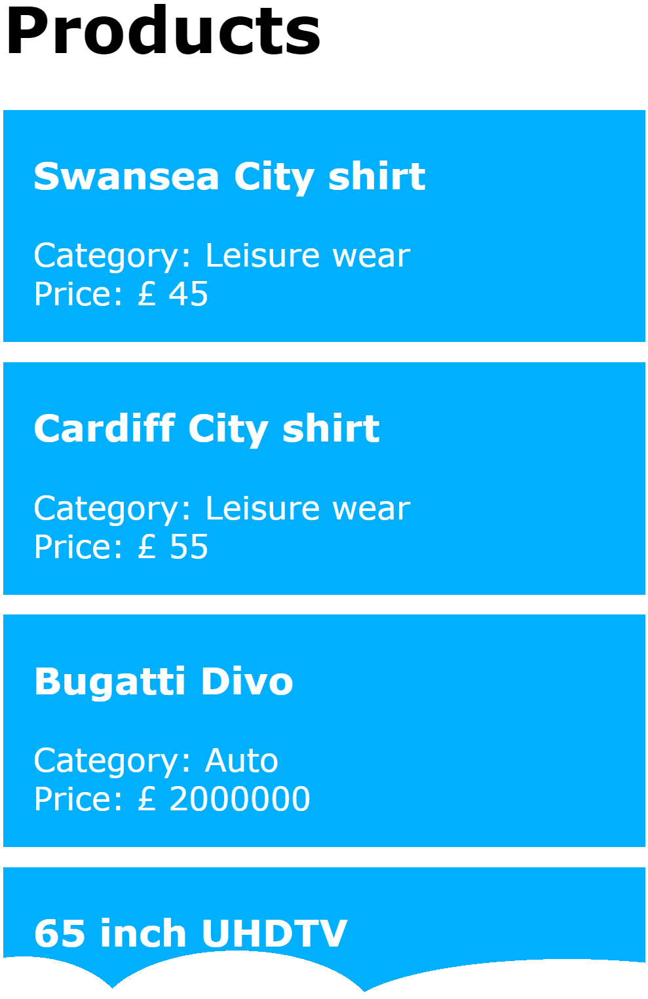 Products
Swansea City shirt
Category: Leisure wear
Price: £ 45
Cardiff City shirt
Category: Leisure wear
Price: £ 55
Bugatti Divo
Category: Auto
Price: £ 2000000
65 inch UHDTV